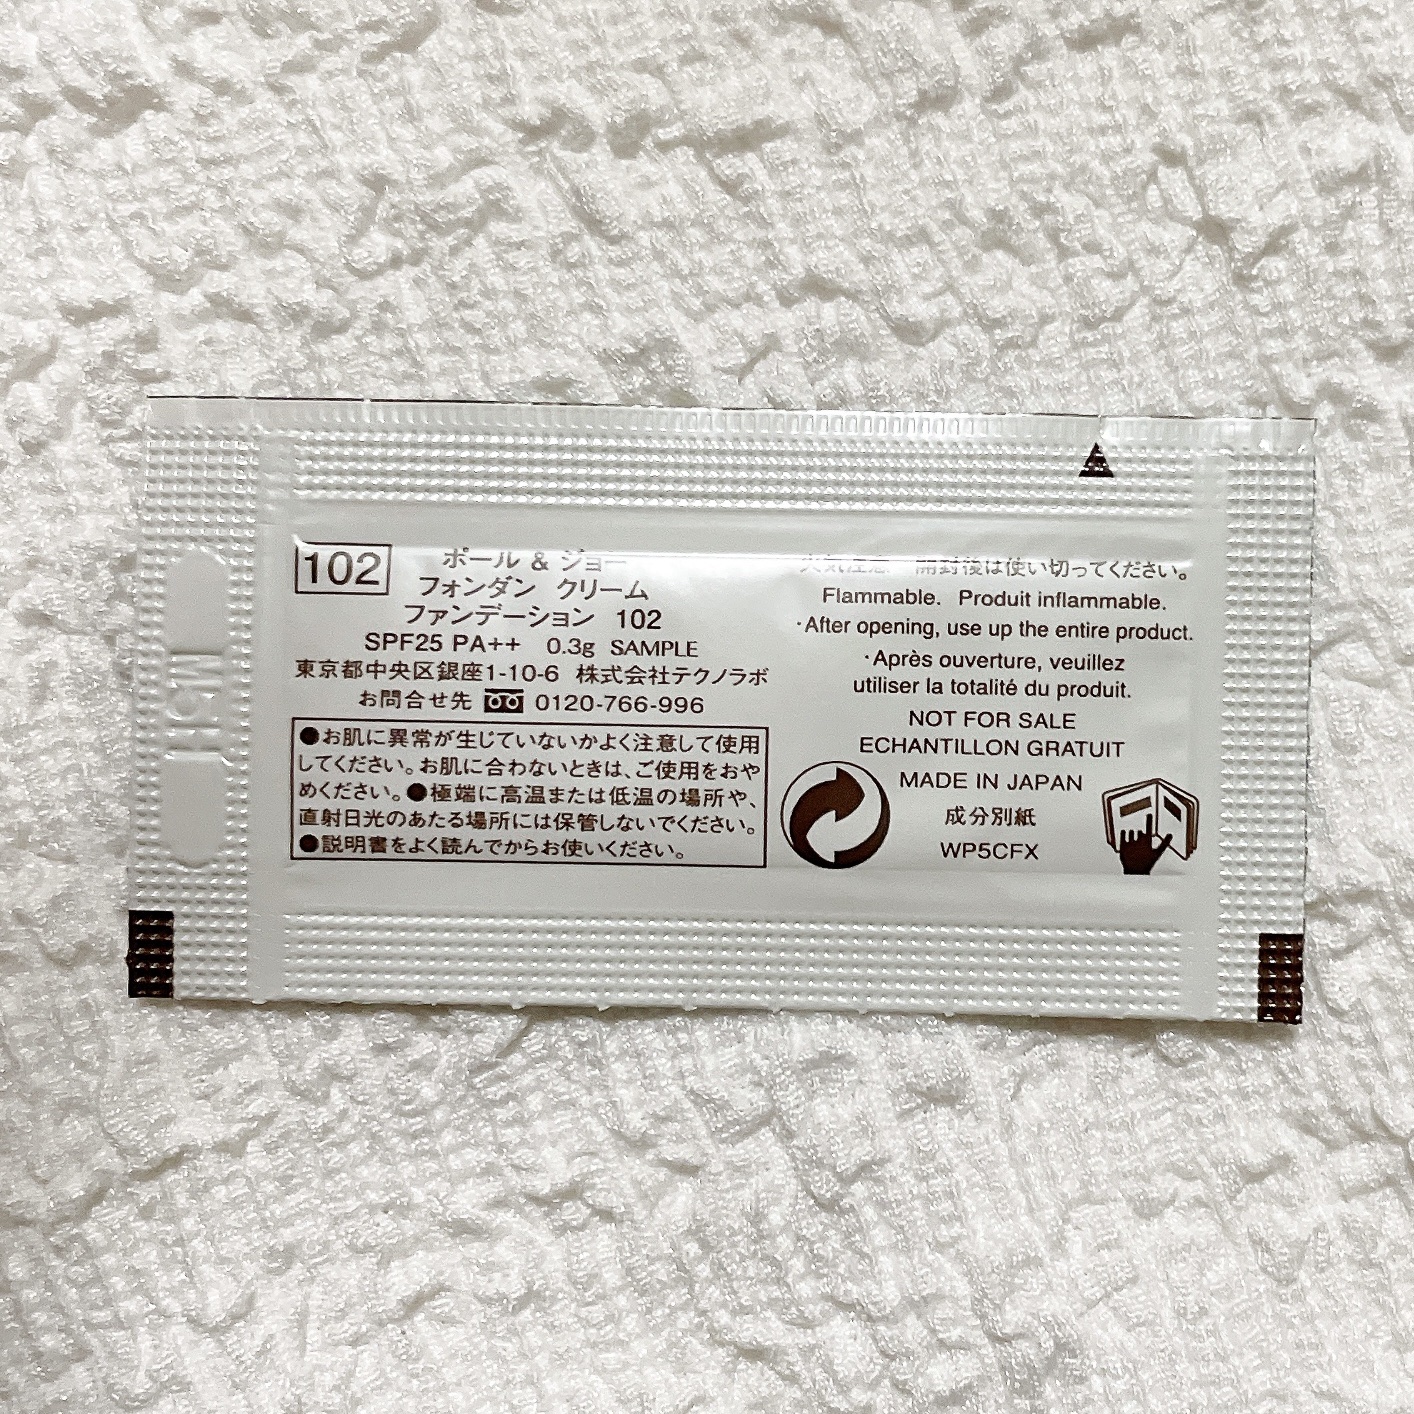 102
ポール & ジョー
フォンダン クリーム
ファンデーション 102
SPF25 PA++ 0.3g SAMPLE
東京都中央区銀座1-10-6 株式会社テクノラボ
お問合せ先 0120-766-996
●お肌に異常が生じていないかよく注意して使用
してください。お肌に合わないときは、ご使用をおや
めください。●極端に高温または低温の場所や、
直射日光のあたる場所には保管しないでください。
●説明書をよく読んでからお使いください。
火気注意 開封後は使い切ってください。
Flammable. Produit inflammable.
・After opening, use up the entire product.
・Après ouverture, veuillez
utiliser la totalité du produit.
NOT FOR SALE
ECHANTILLON GRATUIT
MADE IN JAPAN
成分別紙
WP5CFX